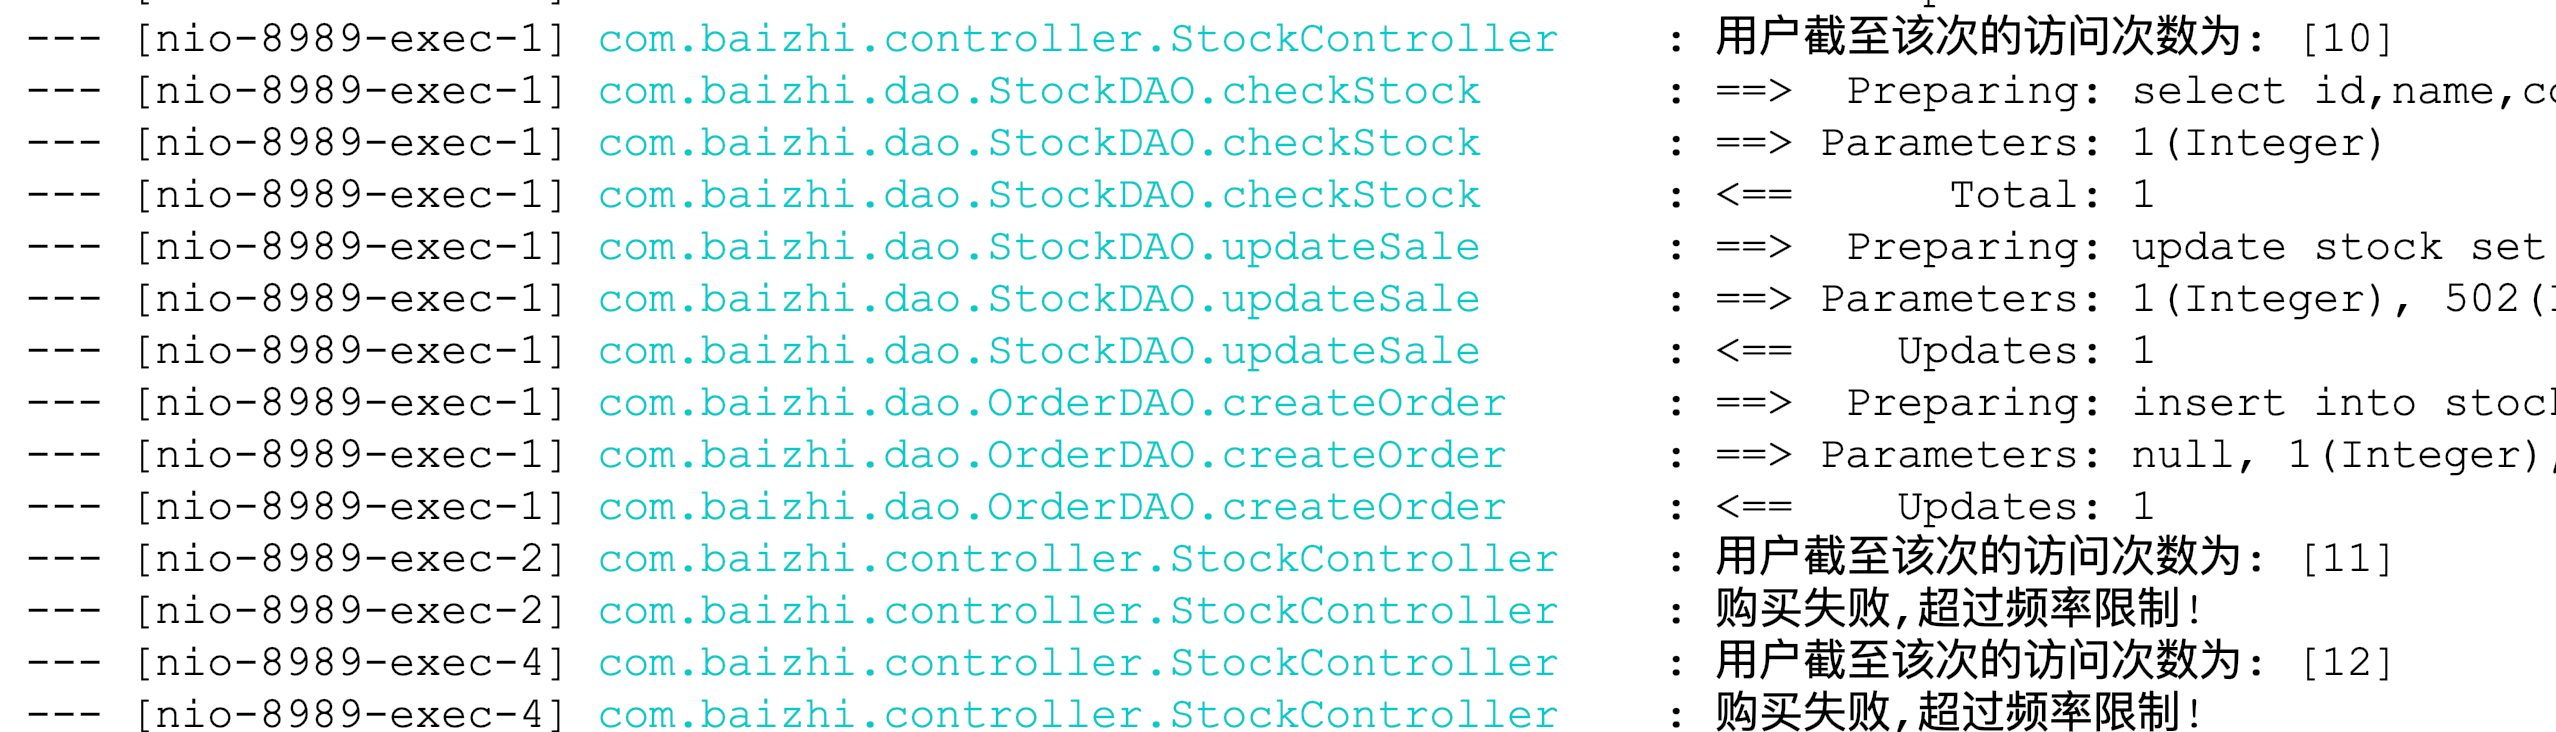 --- [nio-8989-exec-1] com.baizhi.controller.StockController : 用户截至该次的访问次数为: [10]
--- [nio-8989-exec-1] com.baizhi.dao.StockDAO.checkStock : ==> Preparing: select id,name,co
--- [nio-8989-exec-1] com.baizhi.dao.StockDAO.checkStock : ==> Parameters: 1(Integer)
--- [nio-8989-exec-1] com.baizhi.dao.StockDAO.checkStock : <== Total: 1
--- [nio-8989-exec-1] com.baizhi.dao.StockDAO.updateSale : ==> Preparing: update stock set
--- [nio-8989-exec-1] com.baizhi.dao.StockDAO.updateSale : ==> Parameters: 1(Integer), 502(I
--- [nio-8989-exec-1] com.baizhi.dao.StockDAO.updateSale : <== Updates: 1
--- [nio-8989-exec-1] com.baizhi.dao.OrderDAO.createOrder : ==> Preparing: insert into stock
--- [nio-8989-exec-1] com.baizhi.dao.OrderDAO.createOrder : ==> Parameters: null, 1(Integer),
--- [nio-8989-exec-1] com.baizhi.dao.OrderDAO.createOrder : <== Updates: 1
--- [nio-8989-exec-2] com.baizhi.controller.StockController : 用户截至该次的访问次数为: [11]
--- [nio-8989-exec-2] com.baizhi.controller.StockController : 购买失败,超过频率限制!
--- [nio-8989-exec-4] com.baizhi.controller.StockController : 用户截至该次的访问次数为: [12]
--- [nio-8989-exec-4] com.baizhi.controller.StockController : 购买失败,超过频率限制!